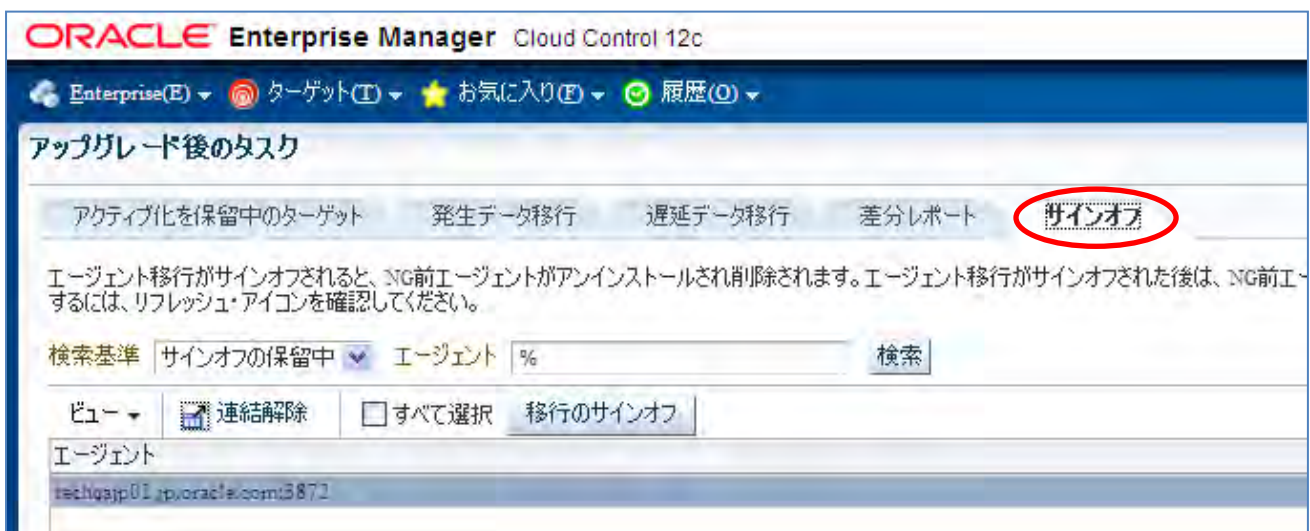 ORACLE Enterprise Manager Cloud Control 12c
Enterprise(E) ターゲット(T) お気に入り(F) 履歴(O)
アップグレード後のタスク
アクティブ化を保留中のターゲット 発生データ移行 遅延データ移行 差分レポート サインオフ
エージェント移行がサインオフされると、NG前エージェントがアンインストールされ削除されます。エージェント移行がサインオフされた後は、NG前エー
するには、リフレッシュ・アイコンを確認してください。
検索基準 サインオフの保留中 エージェント % 検索
ビュー 連結解除 すべて選択 移行のサインオフ
エージェント